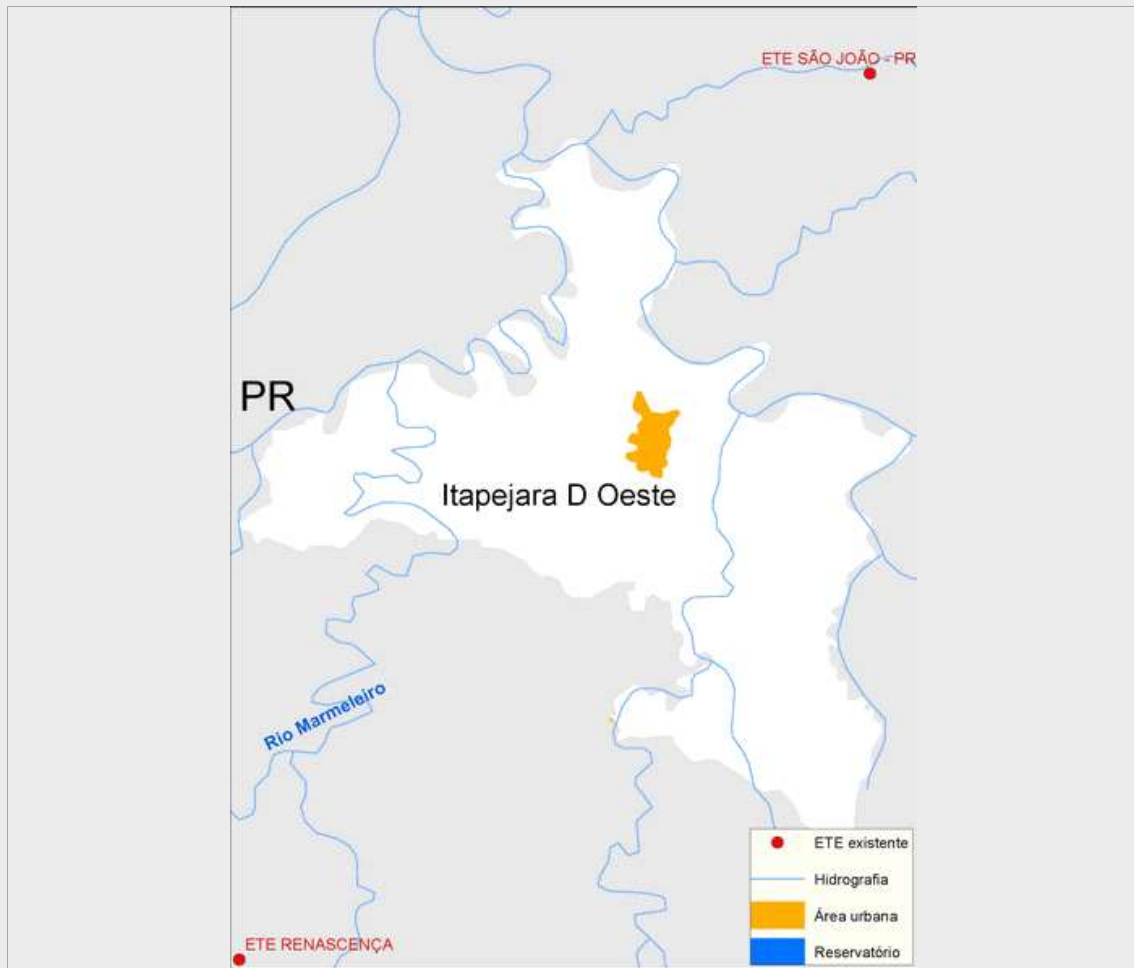 ETE SÃO JOÃO - PR
PR
Itapejara D Oeste
Rio Marmeleiro
ETE RENASCENÇA
ETE existente
Hidrografia
Área urbana
Reservatório